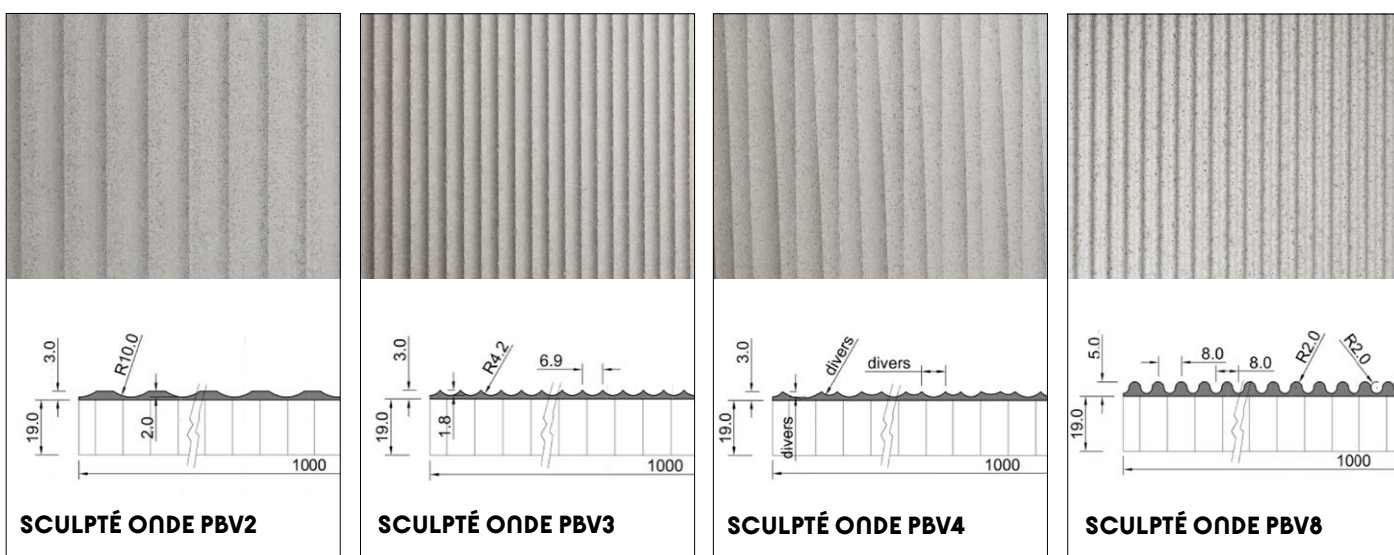 3.0
R10.0
19.0
2.0
1000
SCULPTÉ ONDE PBV2
3.0
R4.2
6.9
19.0
1.8
1000
SCULPTÉ ONDE PBV3
3.0
divers
divers
19.0
divers
1000
SCULPTÉ ONDE PBV4
5.0
8.0
8.0
R2.0
R2.0
19.0
1000
SCULPTÉ ONDE PBV8